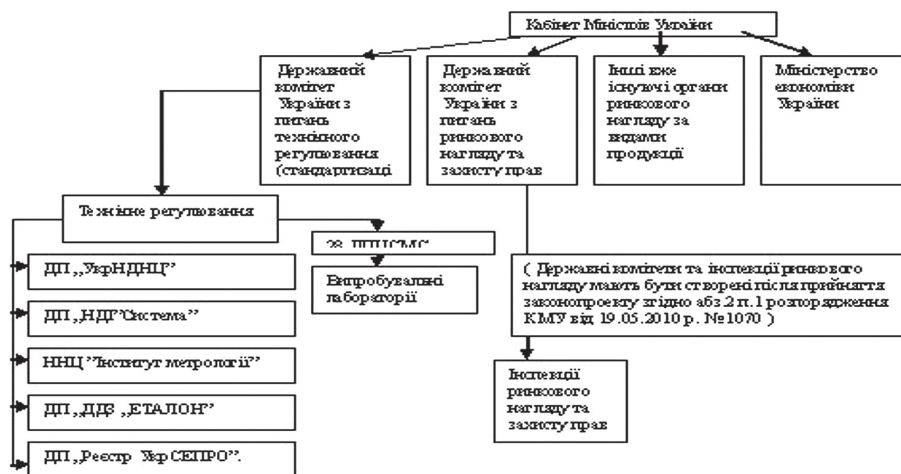 Кабінет Міністрів України
Державний
комітет
України з
питань
технічного
регулювання
(стандартизаці
Державний
комітет
України з
питань
ринкового
нагляду та
захисту прав
Інші вже
існуючі органи
ринкового
нагляду за
видами
продукції
Міністерство
економіки
України
Технічне регулювання
28
Випробувальні
лабораторії
ДП „УкрНДНЦ”
ДП „НДІ”Система”
ННЦ ”Інститут метрології”
ДП „ДДЗ „ЕТАЛОН”
ДП „Реєстр УкрСЕПРО”.
( Державні комітети та інспекції ринкового
нагляду мають бути створені після прийняття
законопроекту згідно абз.2 п.1 розпорядження
КМУ від 19.05.2010 р. №1070 )
Інспекції
ринкового
нагляду та
захисту прав